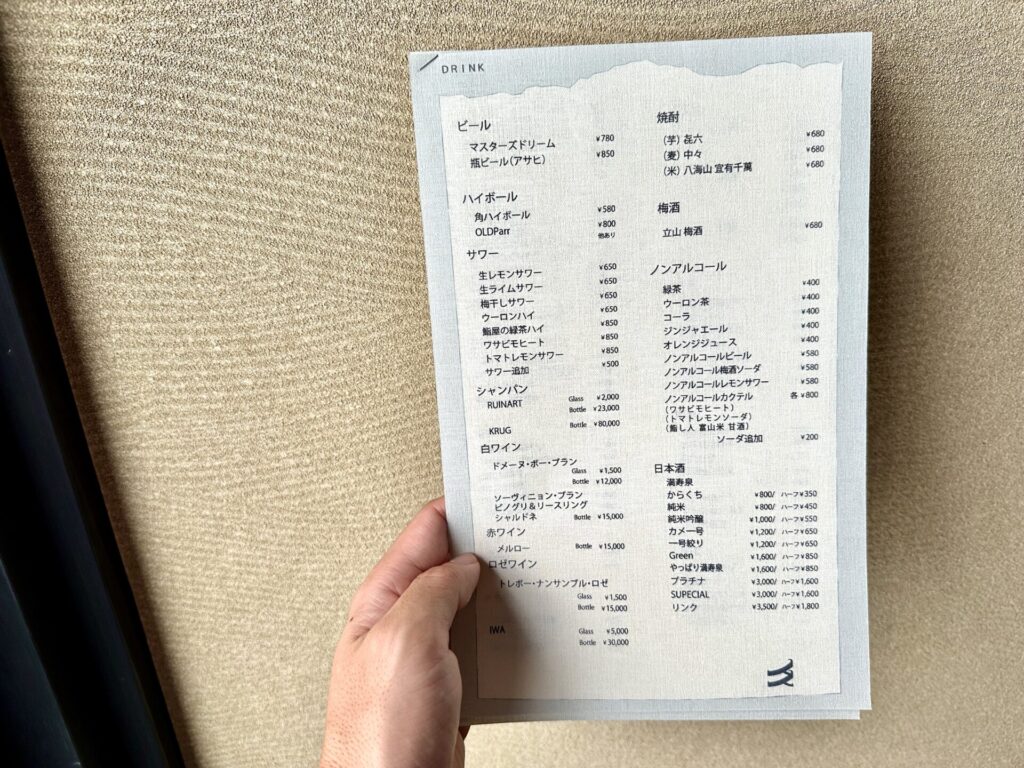 DRINK
ビール
マスターズドリーム ¥780
瓶ビール(アサヒ) ¥850
ハイボール
角ハイボール ¥580
OLDParr ¥800
他あり
サワー
生レモンサワー ¥650
生ライムサワー ¥650
梅干しサワー ¥650
ウーロンハイ ¥650
鮨屋の緑茶ハイ ¥850
ワサビモヒート ¥850
トマトレモンサワー ¥850
サワー追加 ¥500
シャンパン
RUINART Glass ¥2,000
Bottle ¥23,000
KRUG Bottle ¥80,000
白ワイン
ドメーヌ・ボー・ブラン
Glass ¥1,500
Bottle ¥12,000
ソーヴィニョン・ブラン
ピノグリ&リースリング
シャルドネ Bottle ¥15,000
赤ワイン
メルロー Bottle ¥15,000
ロゼワイン
トレボー・ナンサンブル・ロゼ
Glass ¥1,500
Bottle ¥15,000
IWA Glass ¥5,000
Bottle ¥30,000
焼酎
(芋) 㐂六 ¥680
(麦) 中々 ¥680
(米) 八海山 宜有千萬 ¥680
梅酒
立山 梅酒 ¥680
ノンアルコール
緑茶 ¥400
ウーロン茶 ¥400
コーラ ¥400
ジンジャエール ¥400
オレンジジュース ¥400
ノンアルコールビール ¥580
ノンアルコール梅酒ソーダ ¥580
ノンアルコールレモンサワー ¥580
ノンアルコールカクテル 各 ¥800
(ワサビモヒート)
(トマトレモンソーダ)
(鮨し人 富山米 甘酒)
ソーダ追加 ¥200
日本酒
満寿泉
からくち ¥800/ ハーフ¥350
純米 ¥800/ ハーフ¥450
純米吟醸 ¥1,000/ ハーフ¥550
カメ一号 ¥1,200/ ハーフ¥650
一号絞り ¥1,200/ ハーフ¥650
Green ¥1,600/ ハーフ¥850
やっぱり満寿泉 ¥1,600/ ハーフ¥850
プラチナ ¥3,000/ ハーフ¥1,600
SUPECIAL ¥3,000/ ハーフ¥1,600
リンク ¥3,500/ ハーフ¥1,800